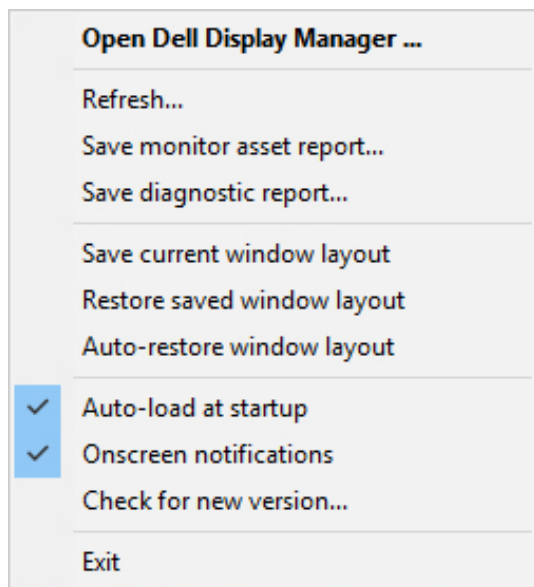 Open Dell Display Manager ...
Refresh...
Save monitor asset report...
Save diagnostic report...
Save current window layout
Restore saved window layout
Auto-restore window layout
Auto-load at startup
Onscreen notifications
Check for new version...
Exit